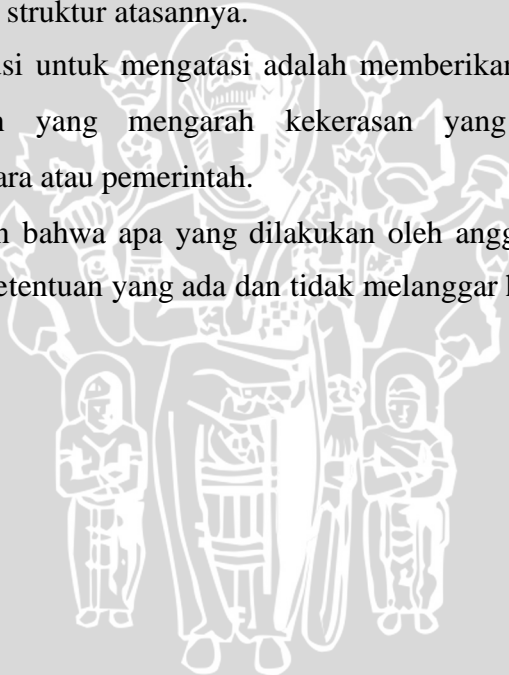 struktur atasannya.
si untuk mengatasi adalah memberikan
yang mengarah kekerasan yang
ara atau pemerintah.
bahwa apa yang dilakukan oleh angg
etentuan yang ada dan tidak melanggar